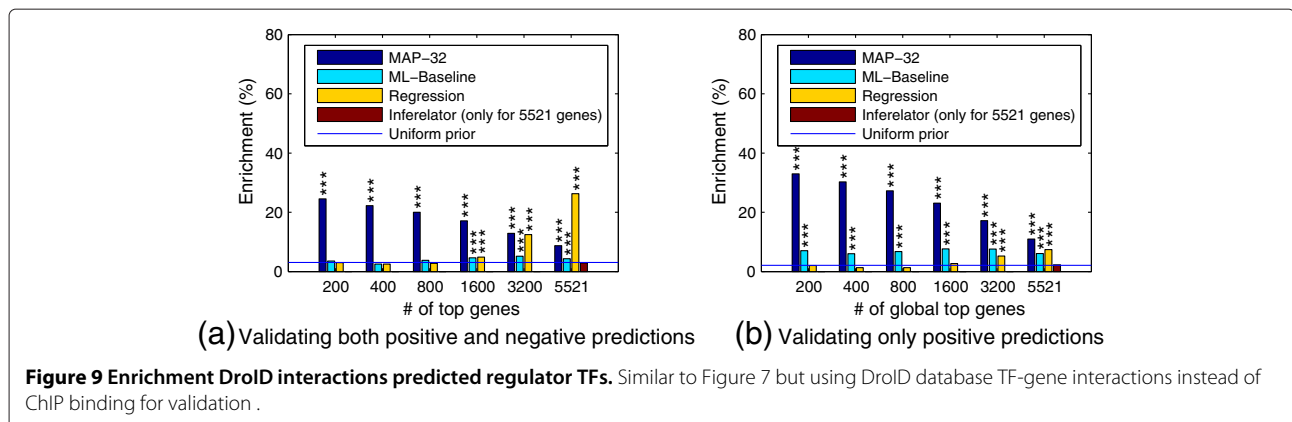 80
60
40
20
0
Enrichment (%)
MAP−32
ML−Baseline
Regression
Inferelator (only for 5521 genes)
Uniform prior
***
***
***
***
***
***
***
***
***
***
***
***
200 400 800 1600 3200 5521
# of top genes
(a) Validating both positive and negative predictions
80
60
40
20
0
Enrichment (%)
MAP−32
ML−Baseline
Regression
Inferelator (only for 5521 genes)
Uniform prior
***
***
***
***
***
***
***
***
***
***
***
***
***
***
200 400 800 1600 3200 5521
# of global top genes
(b) Validating only positive predictions
Figure 9 Enrichment DroID interactions predicted regulator TFs. Similar to Figure 7 but using DroID database TF-gene interactions instead of
ChIP binding for validation .